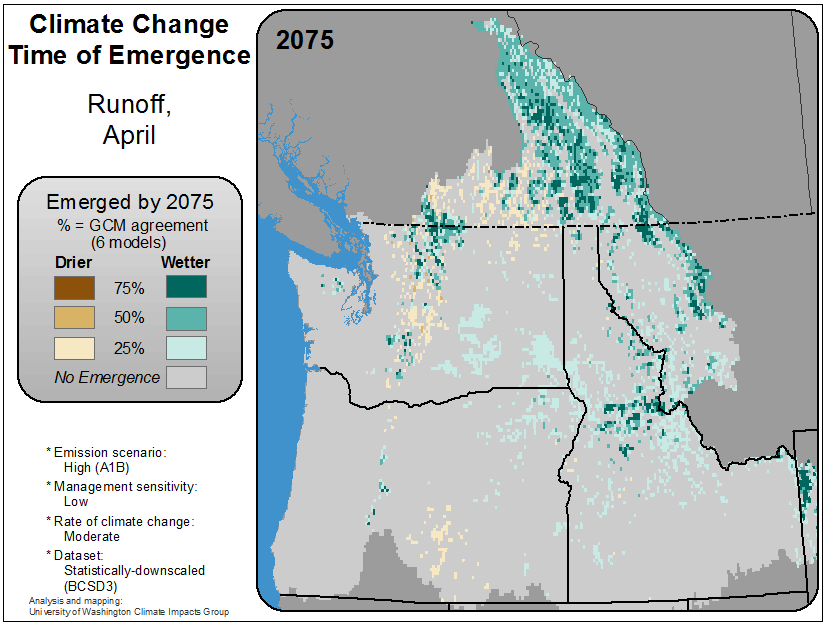 Climate Change
Time of Emergence
Runoff,
April
2075
Emerged by 2075
% = GCM agreement
(6 models)
Drier Wetter
75%
50%
25%
No Emergence
* Emission scenario:
High (A1B)
* Management sensitivity:
Low
* Rate of climate change:
Moderate
* Dataset:
Statistically-downscaled
(BCSD3)
Analysis and mapping:
University of Washington Climate Impacts Group